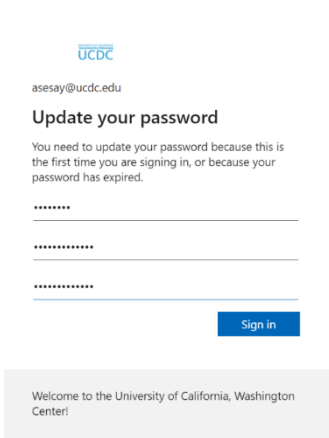 UCDC
asesay@ucdc.edu
Update your password
You need to update your password because this is
the first time you are signing in, or because your
password has expired.
••••••••
•••••••••••••
•••••••••••••
Sign in
Welcome to the University of California, Washington
Center!